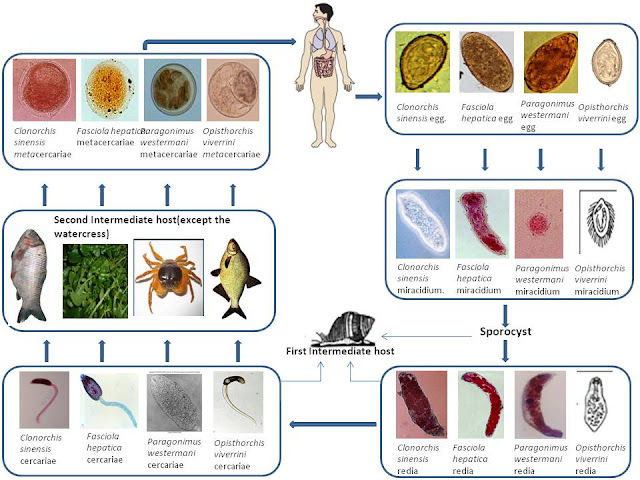 Clonorchis
sinensis
metacercariae
Fasciola hepatica
metacercariae
Paragonimus
westermani
metacercariae
Opisthorchis
viverrini
metacercariae
Clonorchis
sinensis egg.
Fasciola
hepatica egg
Paragonimus
westermani
egg
Opisthorchis
viverrini egg
Clonorchis
sinensis
miracidium.
Fasciola
hepatica
miracidium
Paragonimus
westermani
miracidium
Opisthorchis
viverrini
miracidium
Sporocyst
Second Intermediate host(except the
watercress)
First Intermediate host
Clonorchis
sinensis
cercariae
Fasciola
hepatica
cercariae
Paragonimus
westermani
cercariae
Opisthorchis
viverrini
cercariae
Clonorchis
sinensis
redia
Fasciola
hepatica
redia
Paragonimus
westermani
redia
Opisthorchis
viverrini
redia